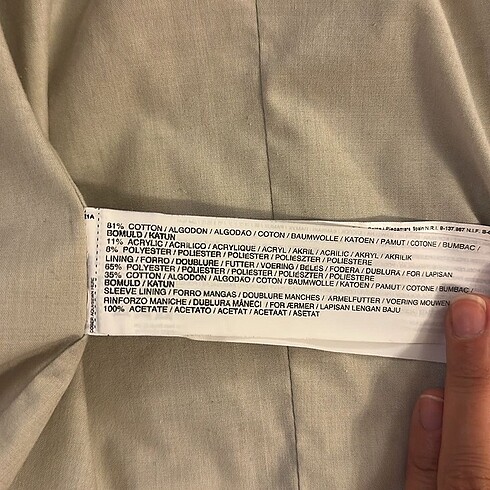 Spain N.R.I. B-137.987 N.I.F.
21A
81% COTTON / ALGODON / ALGODAO / COTON / BAUMWOLLE / KATOEN / PAMUT / COTONE / BUMBAC /
BOMULD / KATUN
11% ACRYLIC / ACRILICO / ACRYLIQUE / ACRYL / AKRIL / ACRILIC / AKRYL / AKRILIK
8% POLYESTER / POLIESTER / POLIESTER / POLIESZTER / POLIESTERE
LINING / FORRO / DOUBLURE / FUTTER / VOERING / BELES / FODERA / DUBLURA / FOR / LAPISAN
65% POLYESTER / POLIESTER / POLIESTER / POLIESZTER / POLIESTERE
35% COTTON / ALGODON / ALGODAO / COTON / BAUMWOLLE / KATOEN / PAMUT / COTONE / BUMBAC /
BOMULD / KATUN
SLEEVE LINING / FORRO MANGAS / DOUBLURE MANCHES / ARMELFUTTER / VOERING MOUWEN
RINFORZO MANICHE / DUBLURA MÂNECI / FOR ÆRMER / LAPISAN LENGAN BAJU
100% ACETATE / ACETATO / ACETAT / ACETAAT / ASETAT